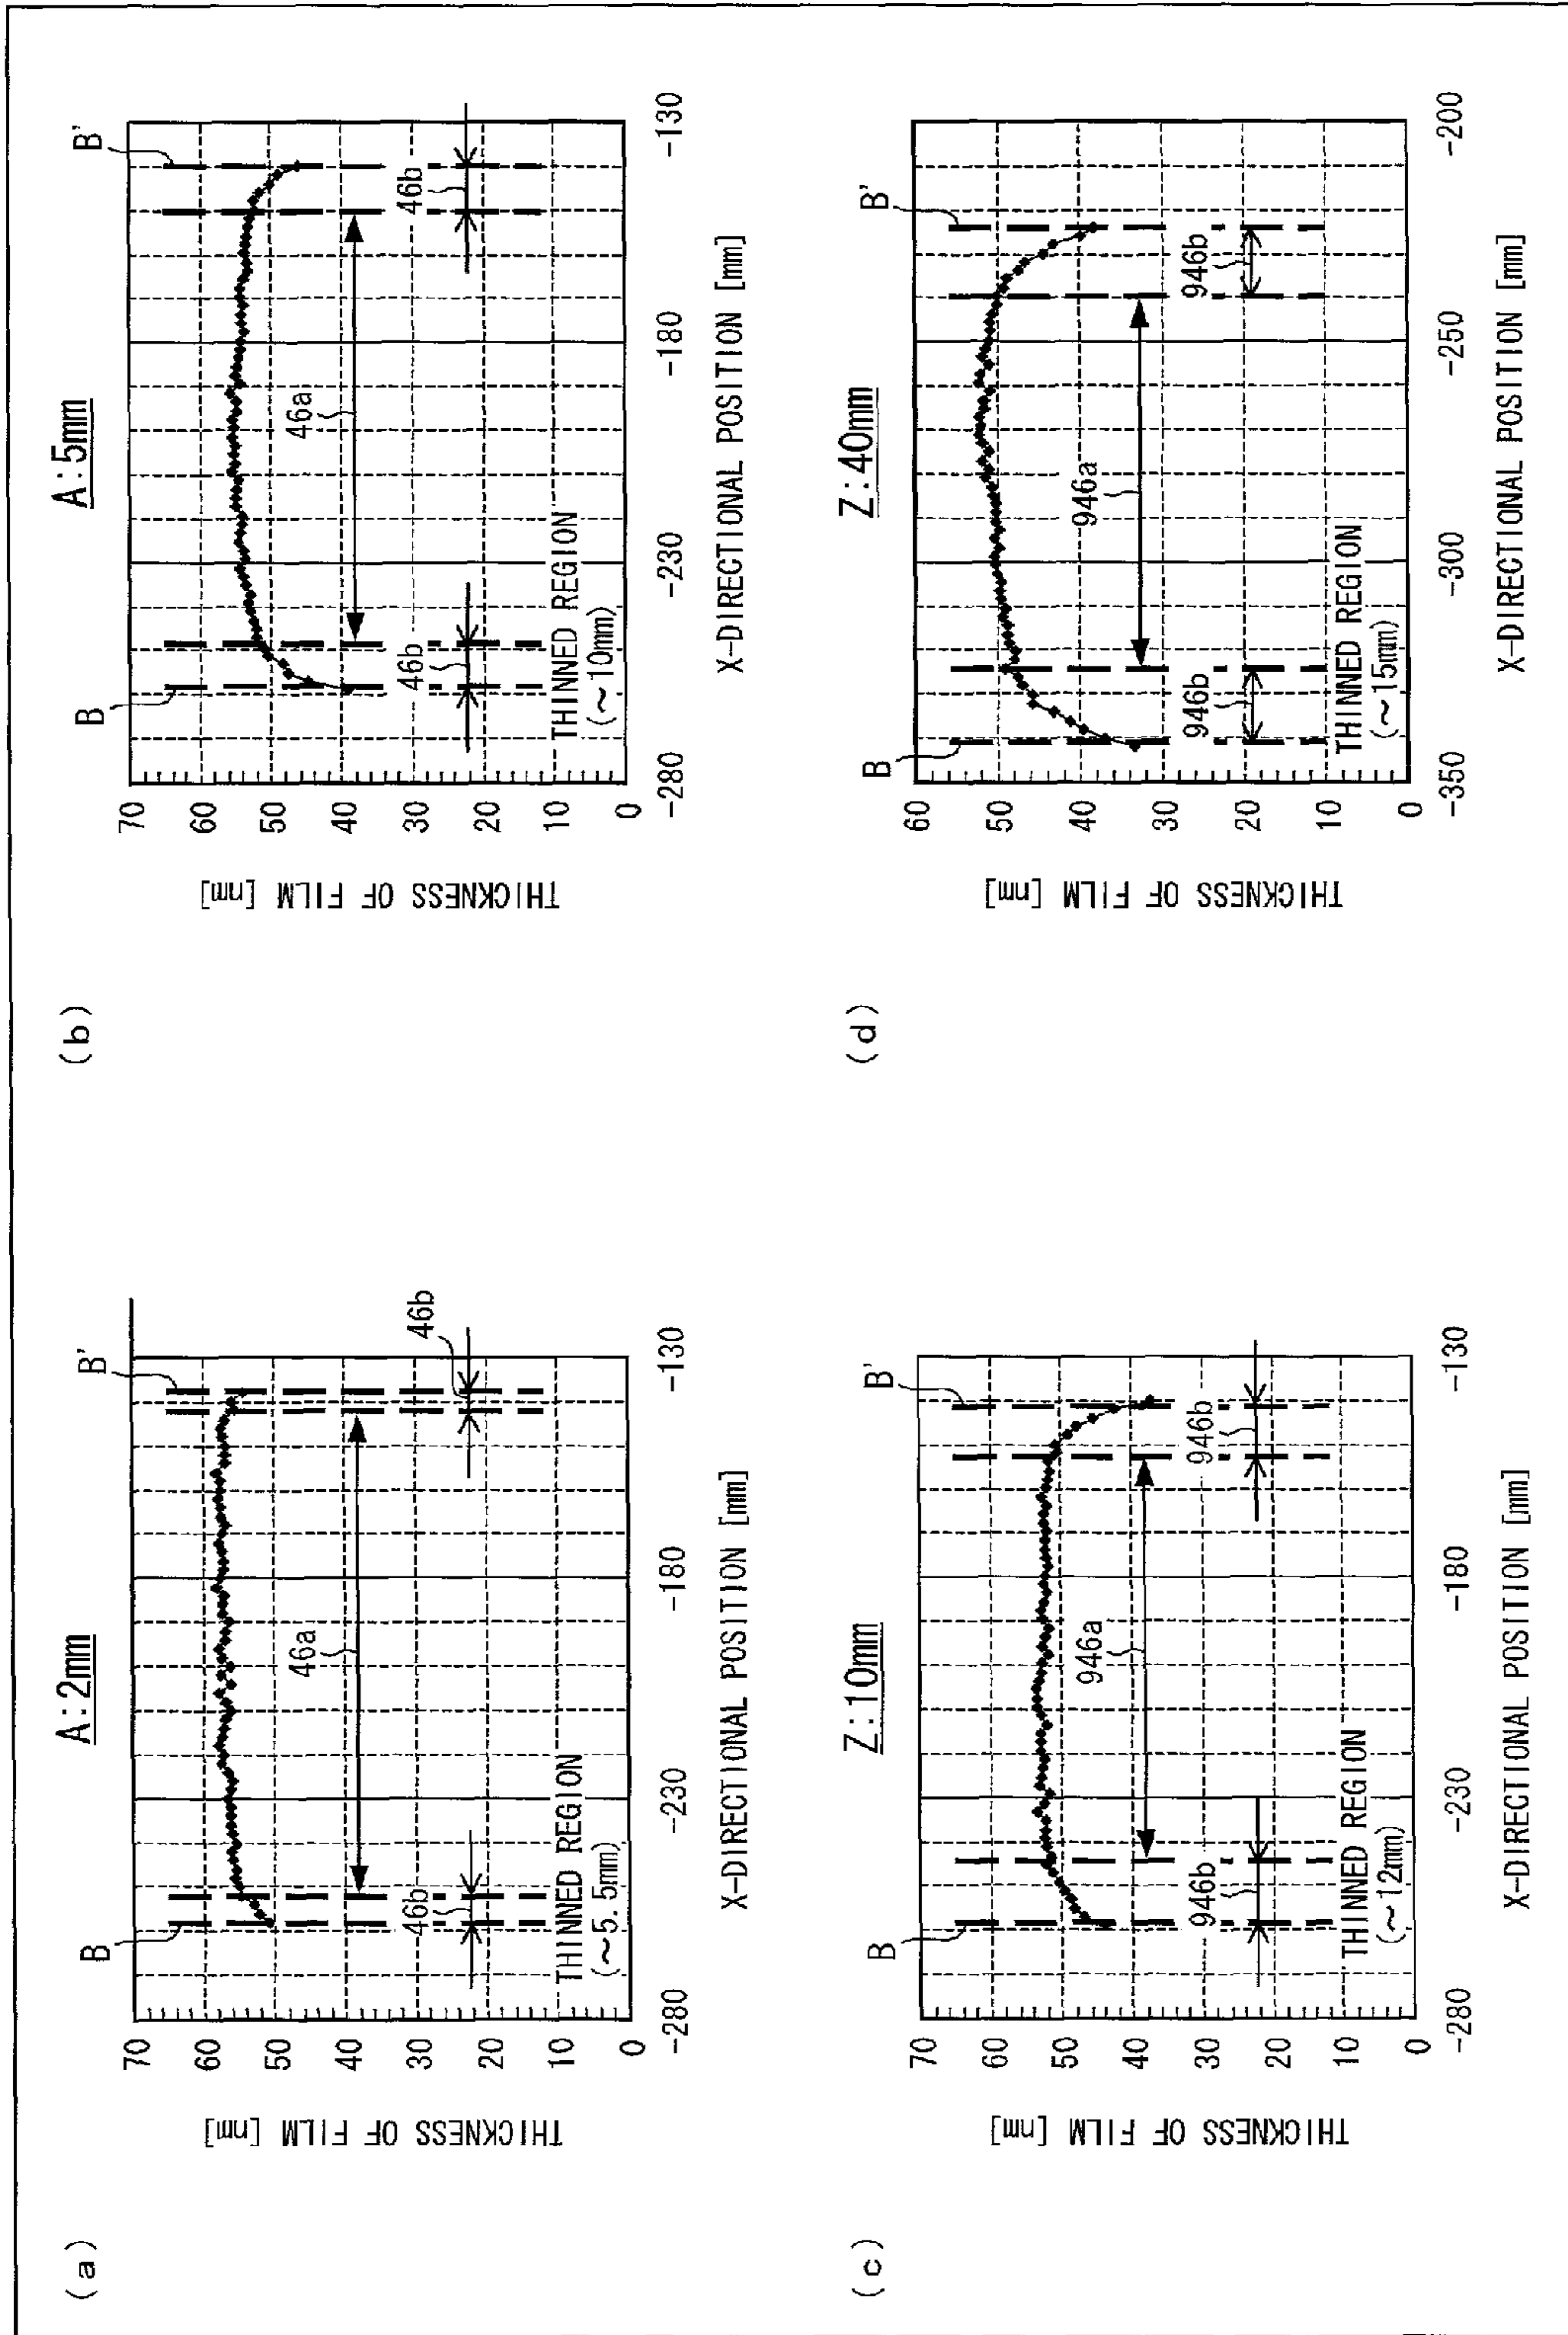 (a)
A:2mm
THICKNESS OF FILM [nm]
70
60
50
40
30
20
10
0
B
B'
46a
46b
46b
THINNED REGION
(~5.5mm)
-280
-230
-180
-130
X-DIRECTIONAL POSITION [mm]
(b)
A:5mm
THICKNESS OF FILM [nm]
70
60
50
40
30
20
10
0
B
B'
46a
46b
46b
THINNED REGION
(~10mm)
-280
-230
-180
-130
X-DIRECTIONAL POSITION [mm]
(c)
Z:10mm
THICKNESS OF FILM [nm]
70
60
50
40
30
20
10
0
B
B'
946a
946b
946b
THINNED REGION
(~12mm)
-280
-230
-180
-130
X-DIRECTIONAL POSITION [mm]
(d)
Z:40mm
THICKNESS OF FILM [nm]
60
50
40
30
20
10
0
B
B'
946a
946b
946b
THINNED REGION
(~15mm)
-350
-300
-250
-200
X-DIRECTIONAL POSITION [mm]